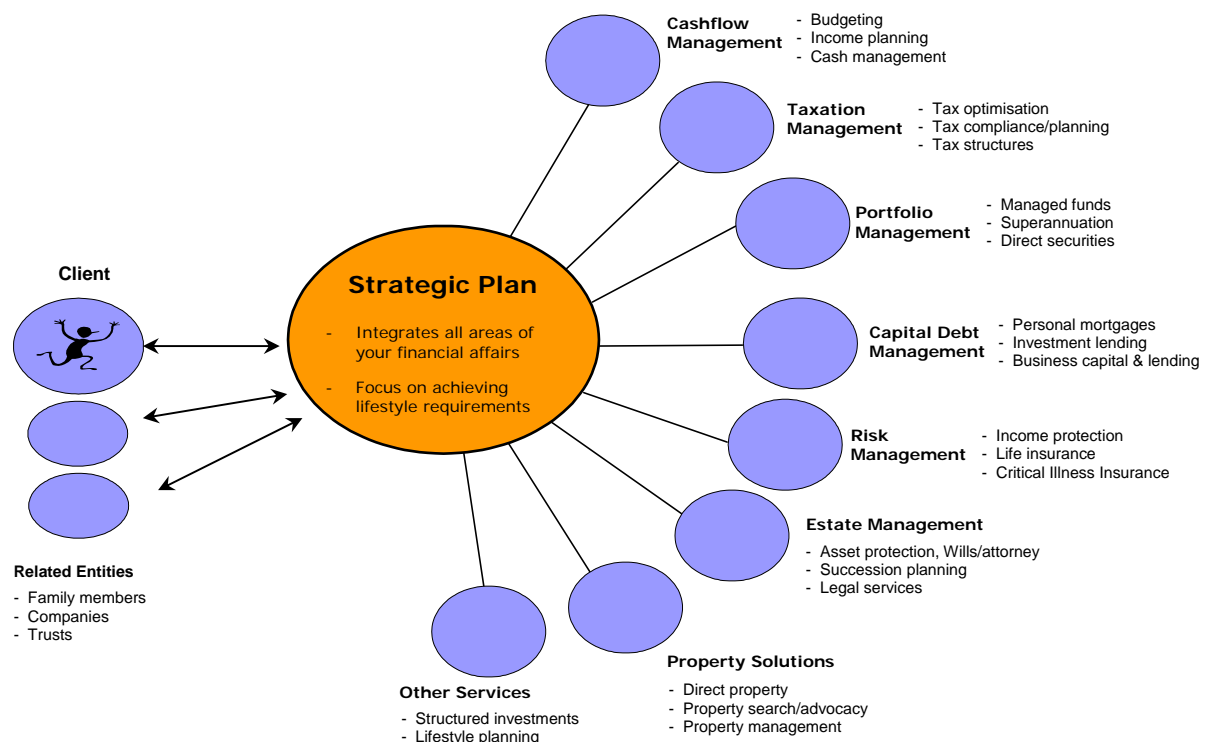 Cashflow
Management
- Budgeting
- Income planning
- Cash management
Taxation
Management
- Tax optimisation
- Tax compliance/planning
- Tax structures
Portfolio
Management
- Managed funds
- Superannuation
- Direct securities
Client
Strategic Plan
- Integrates all areas of
your financial affairs
- Focus on achieving
lifestyle requirements
Capital Debt
Management
- Personal mortgages
- Investment lending
- Business capital & lending
Risk
Management
- Income protection
- Life insurance
- Critical Illness Insurance
Estate Management
- Asset protection, Wills/attorney
- Succession planning
- Legal services
Related Entities
- Family members
- Companies
- Trusts
Property Solutions
- Direct property
- Property search/advocacy
- Property management
Other Services
- Structured investments
- Lifestyle planning